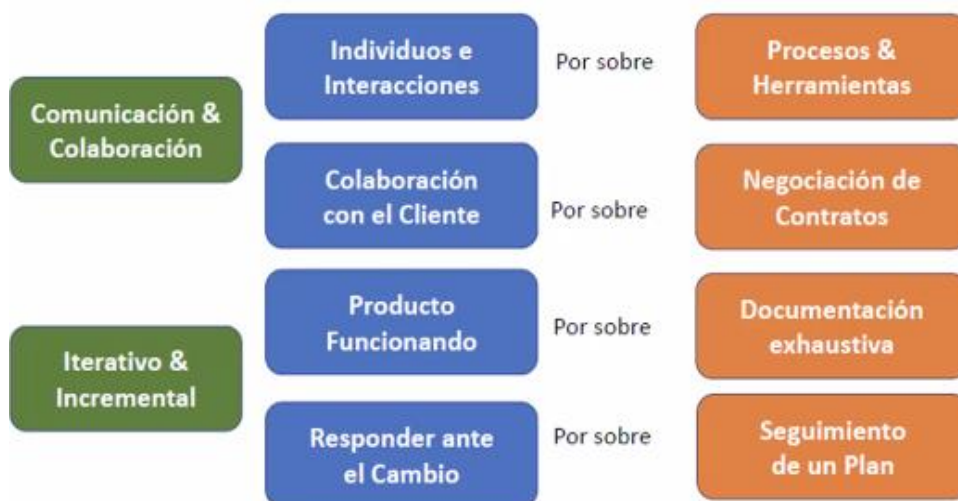 Individuos e
Interacciones
Por sobre
Procesos &
Herramientas
Comunicación &
Colaboración
Colaboración
con el Cliente
Por sobre
Negociación de
Contratos
Producto
Funcionando
Por sobre
Documentación
exhaustiva
Iterativo &
Incremental
Responder ante
el Cambio
Por sobre
Seguimiento
de un Plan